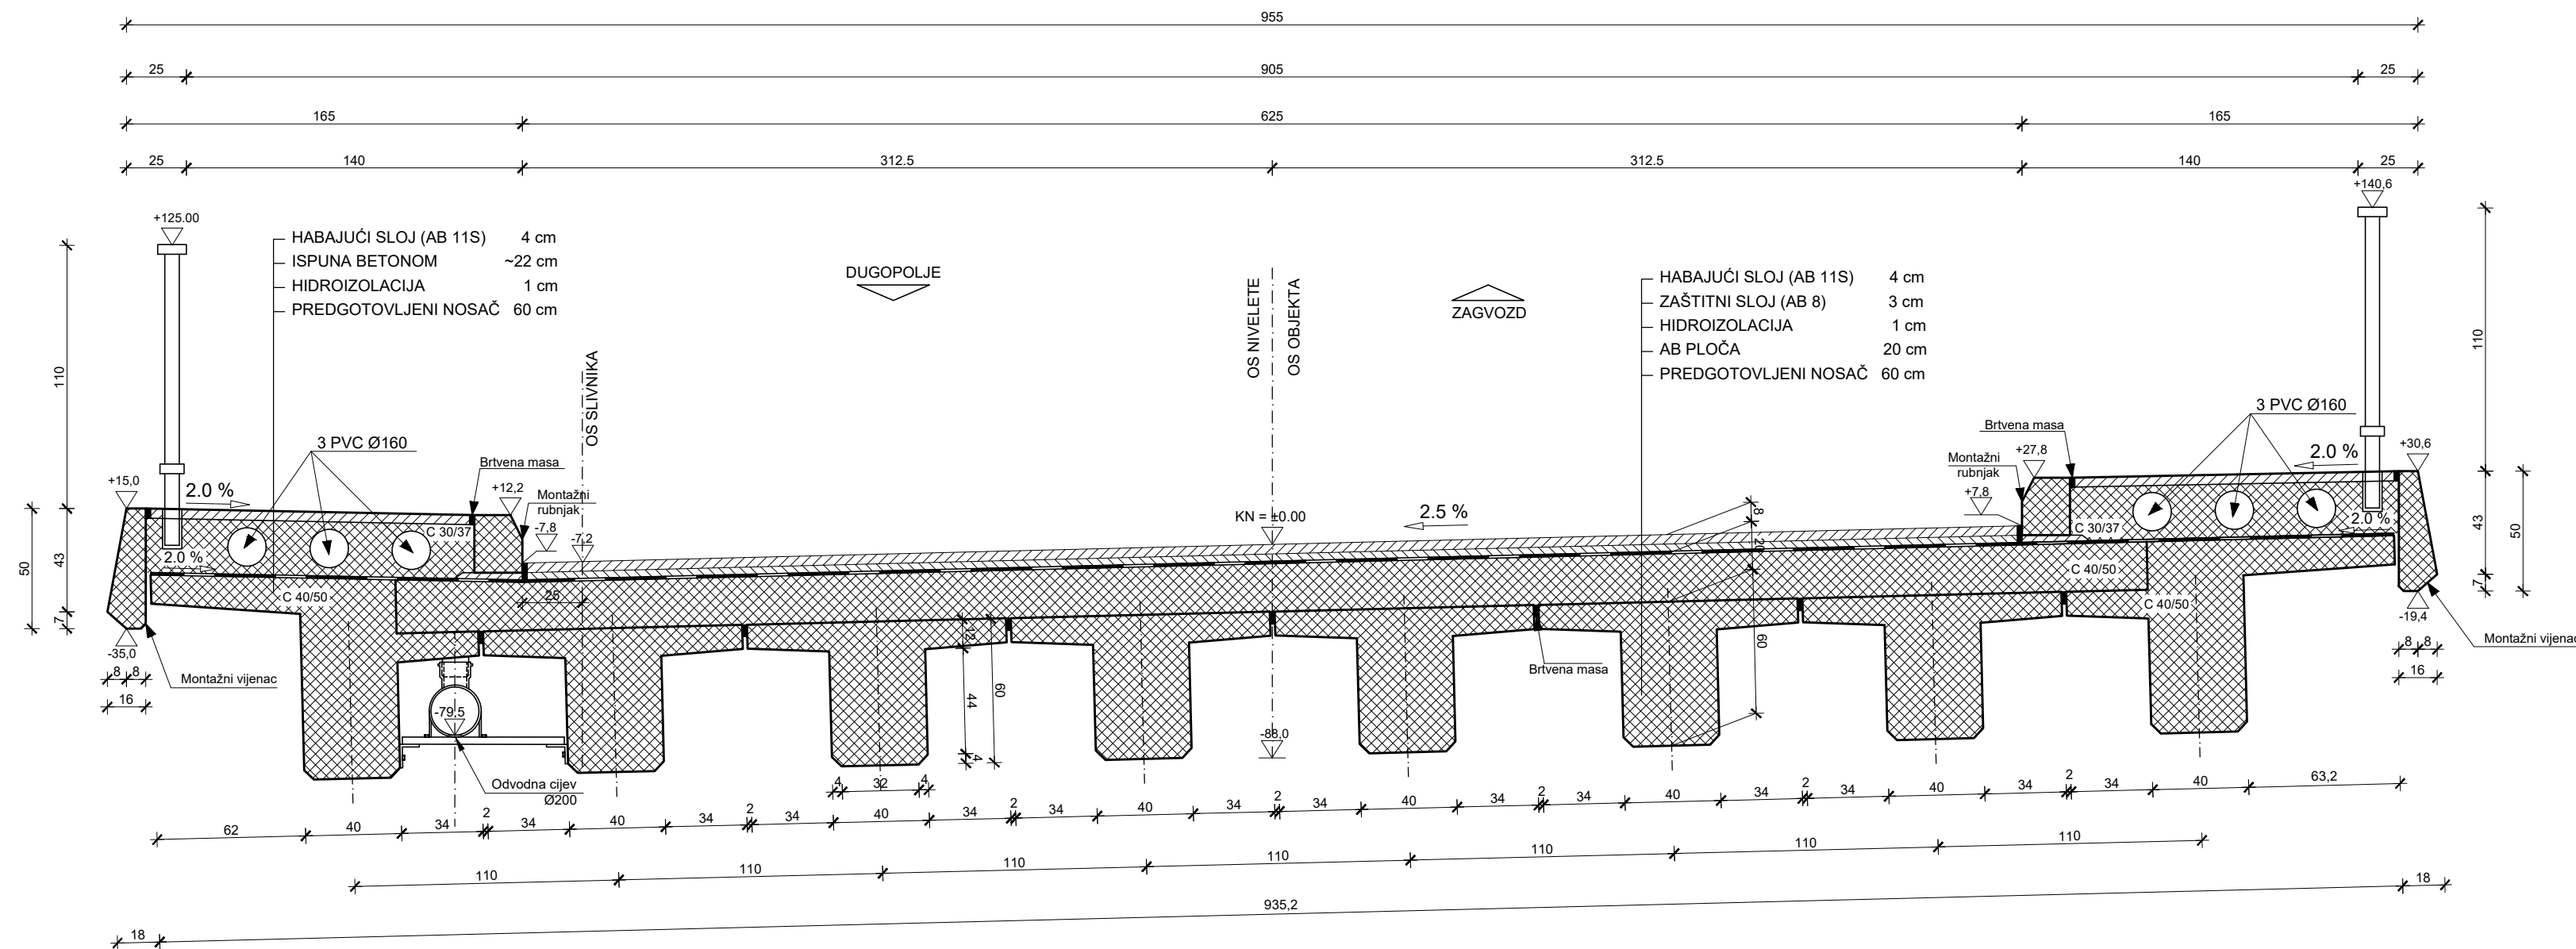 955
25 905 25
165 625 165
25 140 312.5 312.5 140 25
+125.00
+140,6
HABAJUĆI SLOJ (AB 11S) 4 cm
ISPUNA BETONOM ~22 cm
HIDROIZOLACIJA 1 cm
PREDGOTOVLJENI NOSAČ 60 cm
DUGOPOLJE
OS NIVELETE
OS OBJEKTA
ZAGVOZD
HABAJUĆI SLOJ (AB 11S) 4 cm
ZAŠTITNI SLOJ (AB 8) 3 cm
HIDROIZOLACIJA 1 cm
AB PLOČA 20 cm
PREDGOTOVLJENI NOSAČ 60 cm
OS SLIVNIKA
110
110
3 PVC Ø160
3 PVC Ø160
Brtvena masa
Brtvena masa
Montažni
rubnjak
Montažni
rubnjak
+15,0
2.0 %
+12,2
-7,8
-7,2
KN = ±0.00
2.5 %
8
20
60
+7,8
+27,8
2.0 %
+30,6
C 30/37
2.0 %
C 40/50
25
C 30/37
2.0 %
C 40/50
C 40/50
50
43
7
43
7
50
-35,0
-19,4
8 8
16
8 8
16
Montažni vijenac
Montažni vijenac
Brtvena masa
-79,5
Odvodna cijev
Ø200
12
44
4
60
-88,0
4 32 4
62 40 34 2 34 40 34 2 34 40 34 2 34 40 34 2 34 40 34 2 34 40 34 2 34 40 34 2 34 40 63,2
110 110 110 110 110 110 110
18 935,2 18